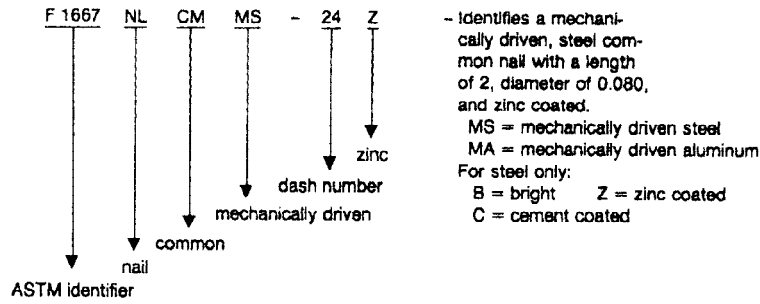 F 1667 NL CM MS - 24 Z
zinc
dash number
mechanically driven
common
nail
ASTM identifier
- Identifies a mechani-
cally driven, steel com-
mon nail with a length
of 2, diameter of 0.080,
and zinc coated.
MS = mechanically driven steel
MA = mechanically driven aluminum
For steel only:
B = bright Z = zinc coated
C = cement coated